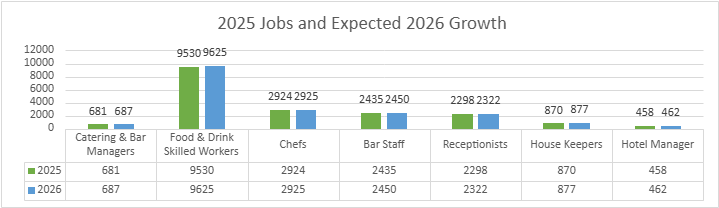 2025 Jobs and Expected 2026 Growth
12000
10000
8000
6000
4000
2000
0
681 687
9530 9625
2924 2925
2435 2450
2298 2322
870 877
458 462
Catering & Bar
Managers
Food & Drink
Skilled Workers
Chefs
Bar Staff
Receptionists
House Keepers
Hotel Manager
2025 681 9530 2924 2435 2298 870 458
2026 687 9625 2925 2450 2322 877 462